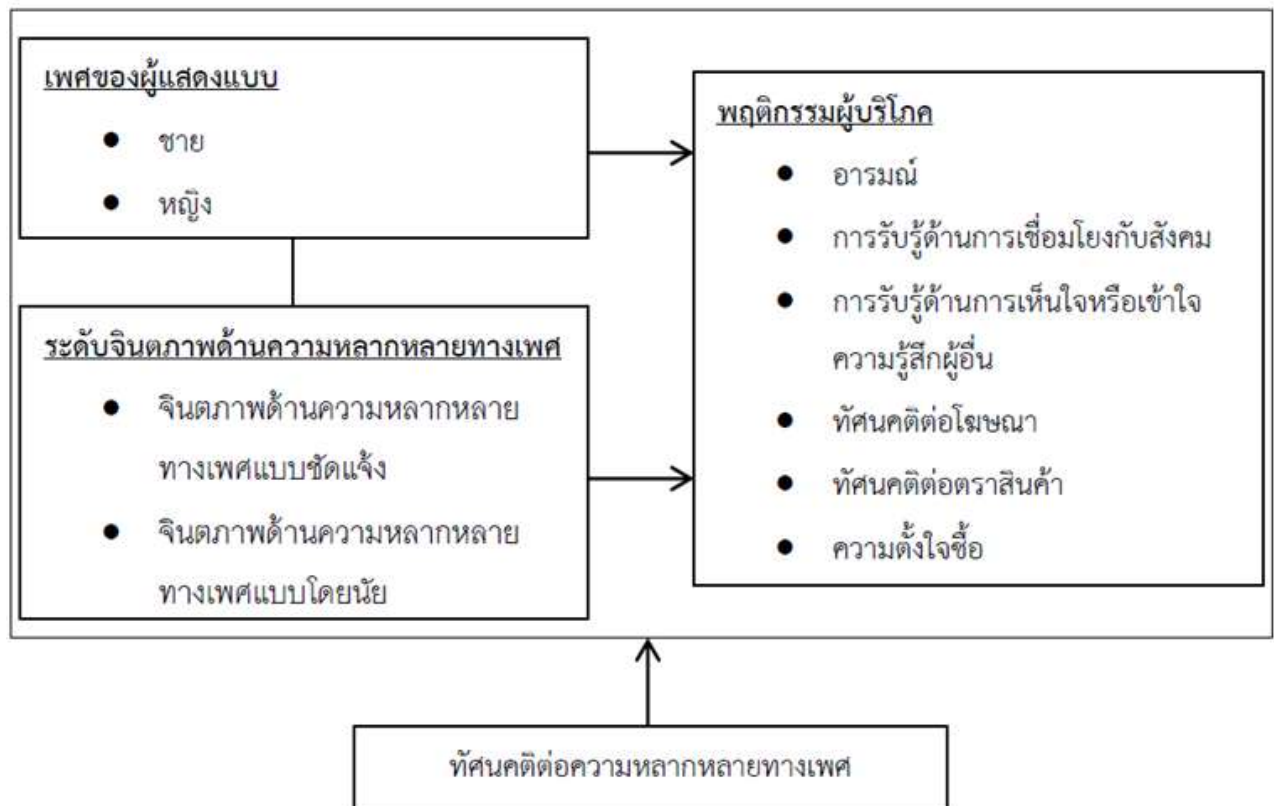 เพศของผู้แสดงแบบ
● ชาย
● หญิง
ระดับจินตภาพด้านความหลากหลายทางเพศ
● จินตภาพด้านความหลากหลาย
ทางเพศแบบชัดแจ้ง
● จินตภาพด้านความหลากหลาย
ทางเพศแบบโดยนัย
พฤติกรรมผู้บริโภค
● อารมณ์
● การรับรู้ด้านการเชื่อมโยงกับสังคม
● การรับรู้ด้านการเห็นใจหรือเข้าใจ
ความรู้สึกผู้อื่น
● ทัศนคติต่อโฆษณา
● ทัศนคติต่อตราสินค้า
● ความตั้งใจซื้อ
ทัศนคติต่อความหลากหลายทางเพศ